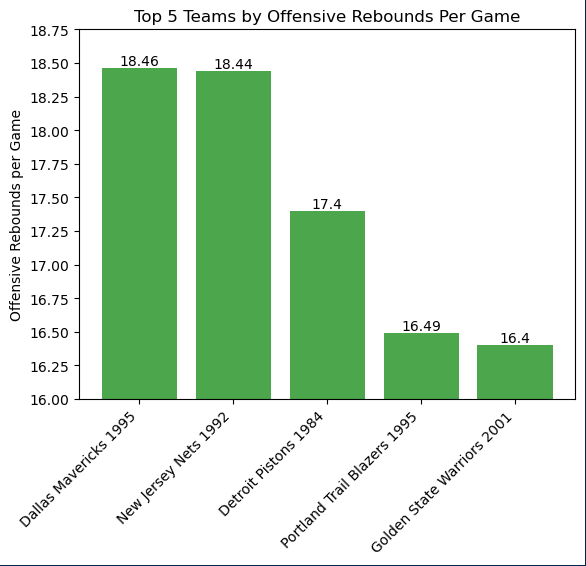 Top 5 Teams by Offensive Rebounds Per Game
Offensive Rebounds per Game
18.75
18.50
18.25
18.00
17.75
17.50
17.25
17.00
16.75
16.50
16.25
16.00
18.46
18.44
17.4
16.49
16.4
Dallas Mavericks 1995
New Jersey Nets 1992
Detroit Pistons 1984
Portland Trail Blazers 1995
Golden State Warriors 2001